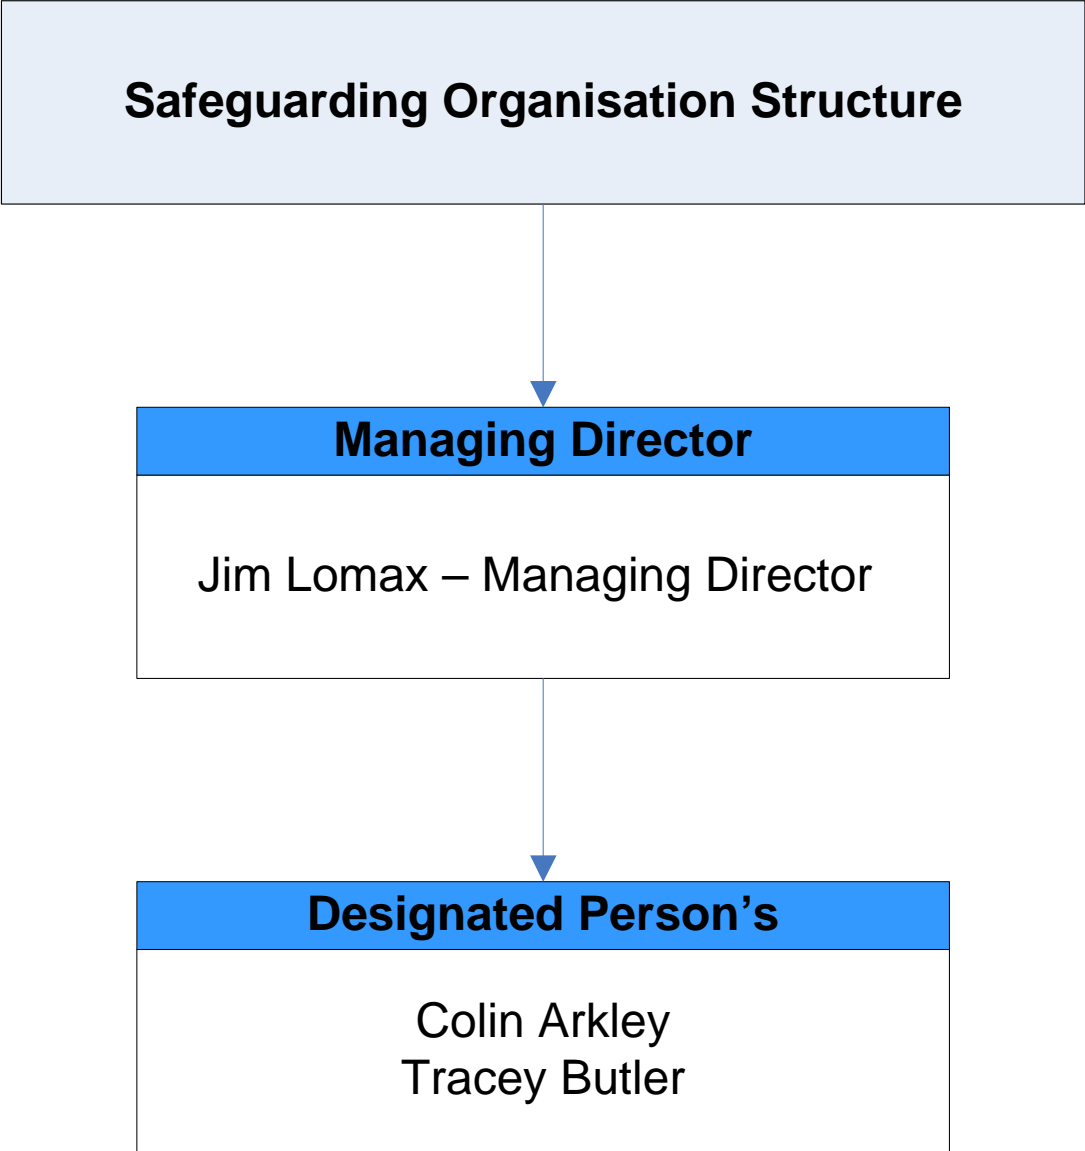 Safeguarding Organisation Structure
Managing Director
Jim Lomax – Managing Director
Designated Person’s
Colin Arkley
Tracey Butler